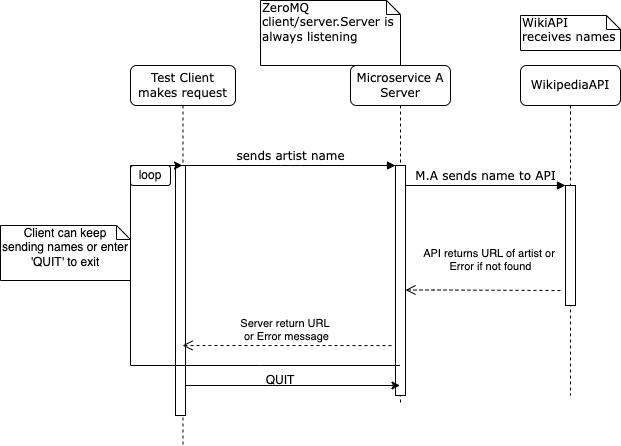 ZeroMQ
client/server.Server is
always listening
WikiAPI
receives names
Test Client
makes request
Microservice A
Server
WikipediaAPI
sends artist name
loop
M.A sends name to API
Client can keep
sending names or enter
'QUIT' to exit
API returns URL of artist or
Error if not found
Server return URL
or Error message
QUIT